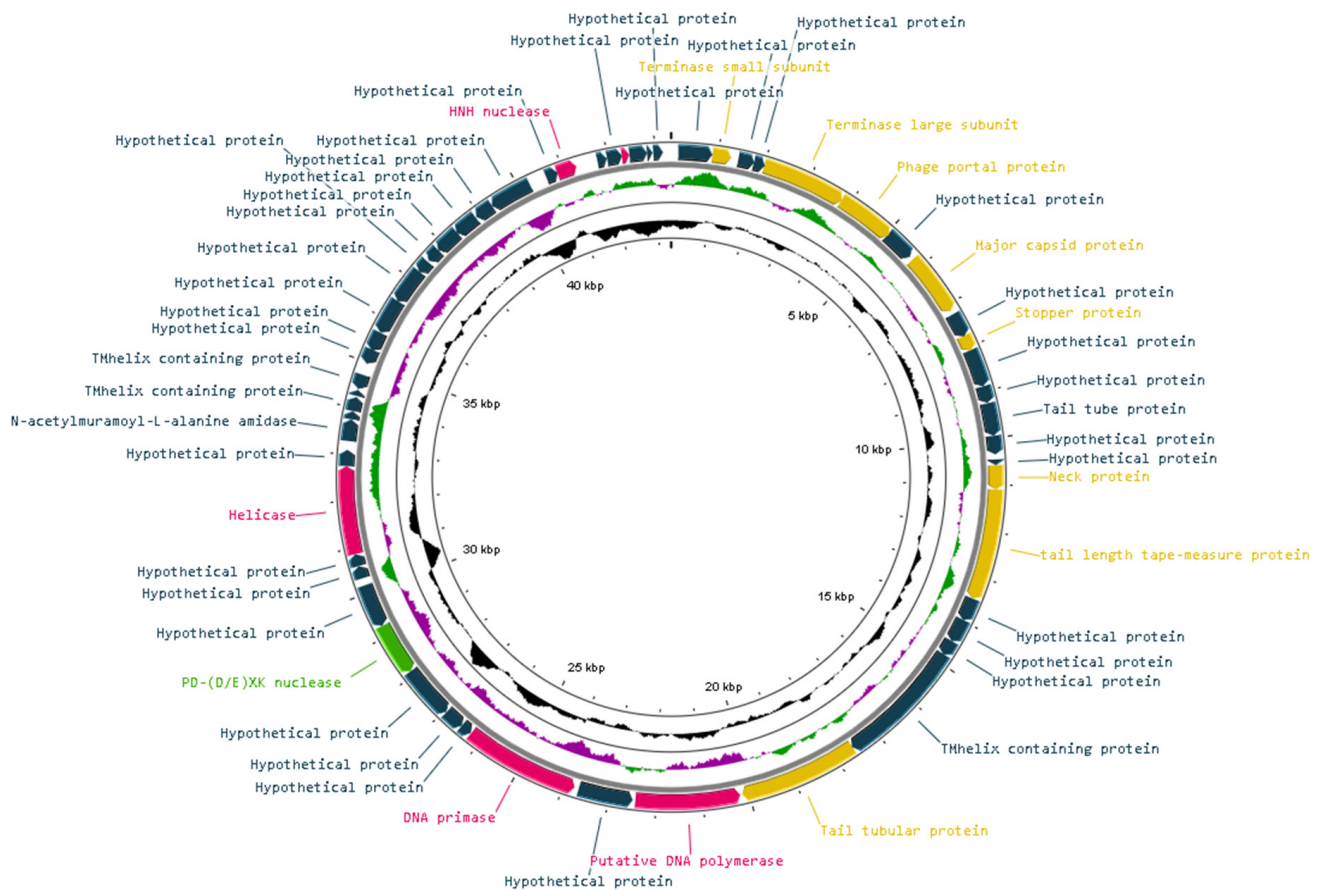 Hypothetical protein
Hypothetical protein
Hypothetical protein
Hypothetical protein
Terminase small subunit
Hypothetical protein
Hypothetical protein
HNH nuclease
Terminase large subunit
Hypothetical protein
Hypothetical protein
Hypothetical protein
Phage portal protein
Hypothetical protein
Hypothetical protein
Hypothetical protein
Hypothetical protein
Major capsid protein
Hypothetical protein
Hypothetical protein
40 kbp
Hypothetical protein
Hypothetical protein
Stopper protein
5 kbp
Hypothetical protein
Hypothetical protein
TMhelix containing protein
Hypothetical protein
TMhelix containing protein
35 kbp
Tail tube protein
N-acetylmuramoyl-L-alanine amidase
Hypothetical protein
10 kbp
Hypothetical protein
Hypothetical protein
Neck protein
Helicase
30 kbp
tail length tape-measure protein
Hypothetical protein
Hypothetical protein
15 kbp
Hypothetical protein
Hypothetical protein
Hypothetical protein
25 kbp
PD-(D/E)XK nuclease
Hypothetical protein
20 kbp
Hypothetical protein
TMhelix containing protein
Hypothetical protein
Hypothetical protein
DNA primase
Tail tubular protein
Putative DNA polymerase
Hypothetical protein